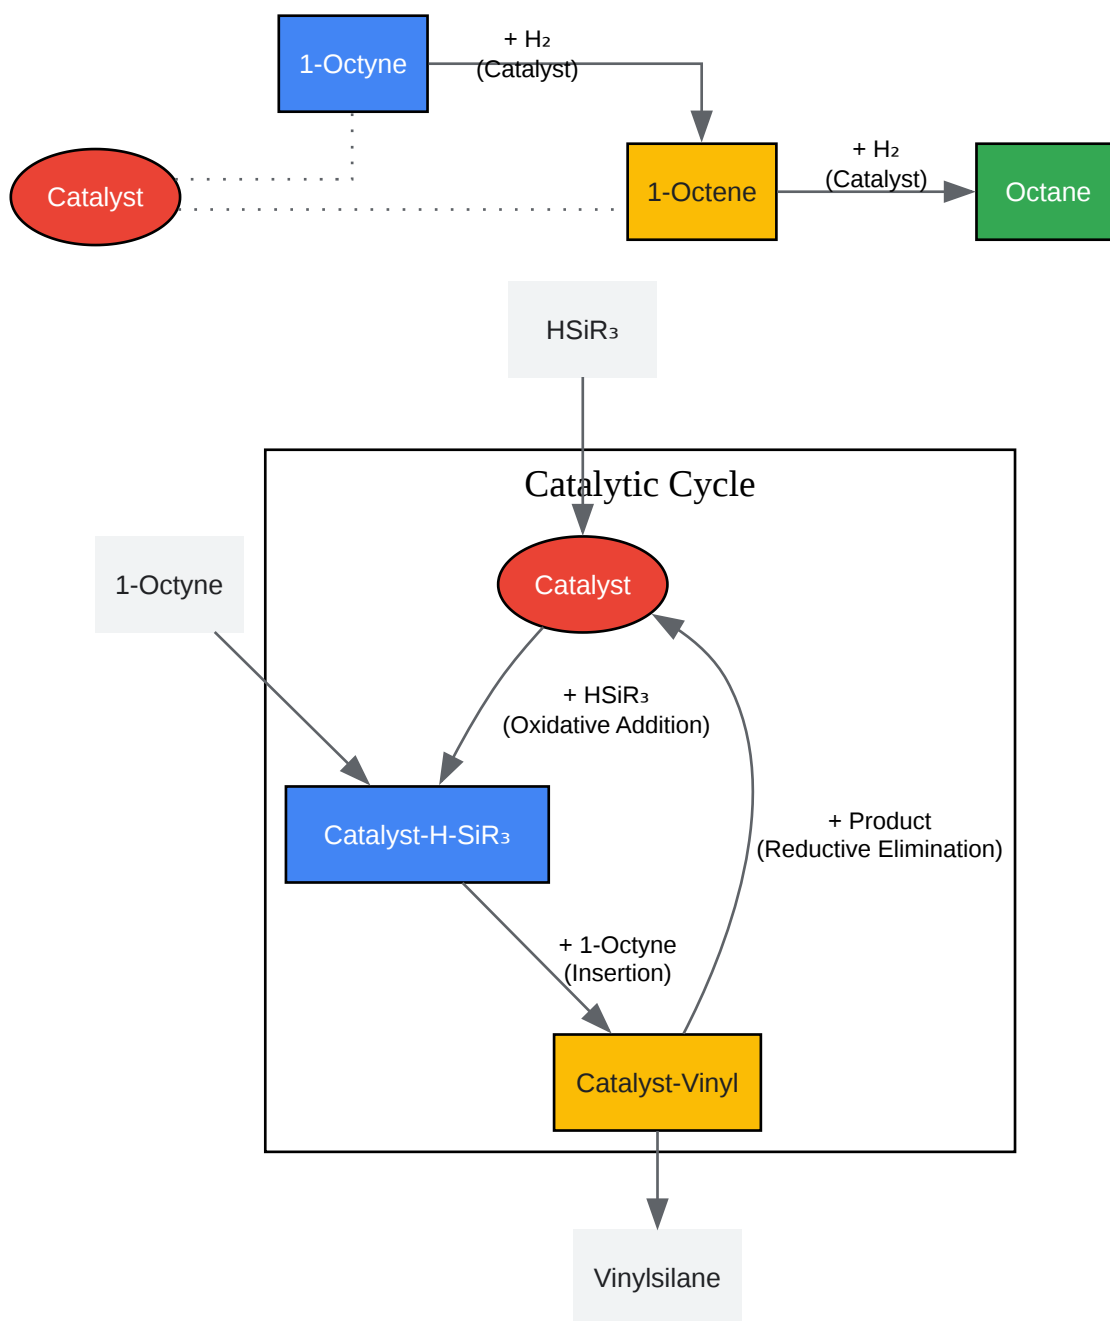 1-Octyne
+ H₂
(Catalyst)
Catalyst
1-Octene
+ H₂
(Catalyst)
Octane
HSiR₃
Catalytic Cycle
1-Octyne
Catalyst
+ HSiR₃
(Oxidative Addition)
Catalyst-H-SiR₃
+ Product
(Reductive Elimination)
+ 1-Octyne
(Insertion)
Catalyst-Vinyl
Vinylsilane